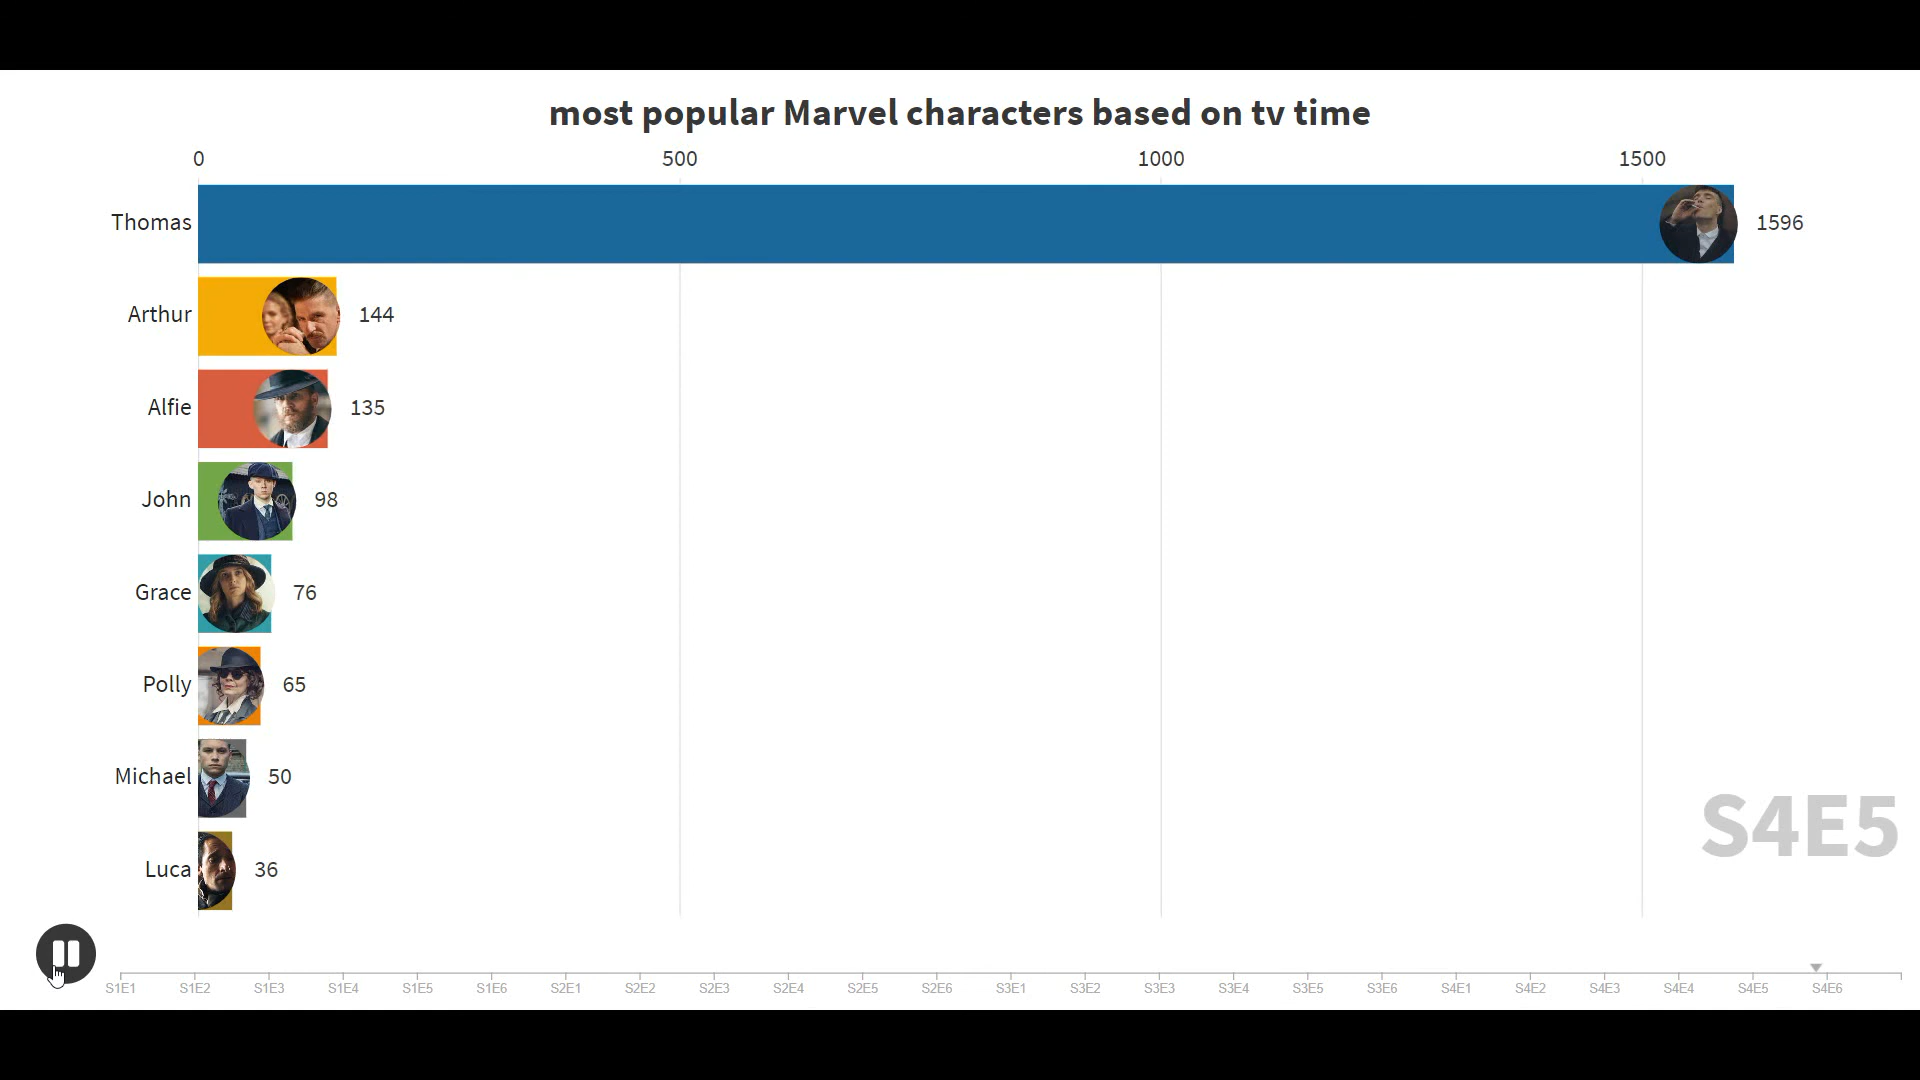 most popular Marvel characters based on tv time
0 500 1000 1500
Thomas 1596
Arthur 144
Alfie 135
John 98
Grace 76
Polly 65
Michael 50
Luca 36
S4E5
S1E1 S1E2 S1E3 S1E4 S1E5 S1E6 S2E1 S2E2 S2E3 S2E4 S2E5 S2E6 S3E1 S3E2 S3E3 S3E4 S3E5 S3E6 S4E1 S4E2 S4E3 S4E4 S4E5 S4E6